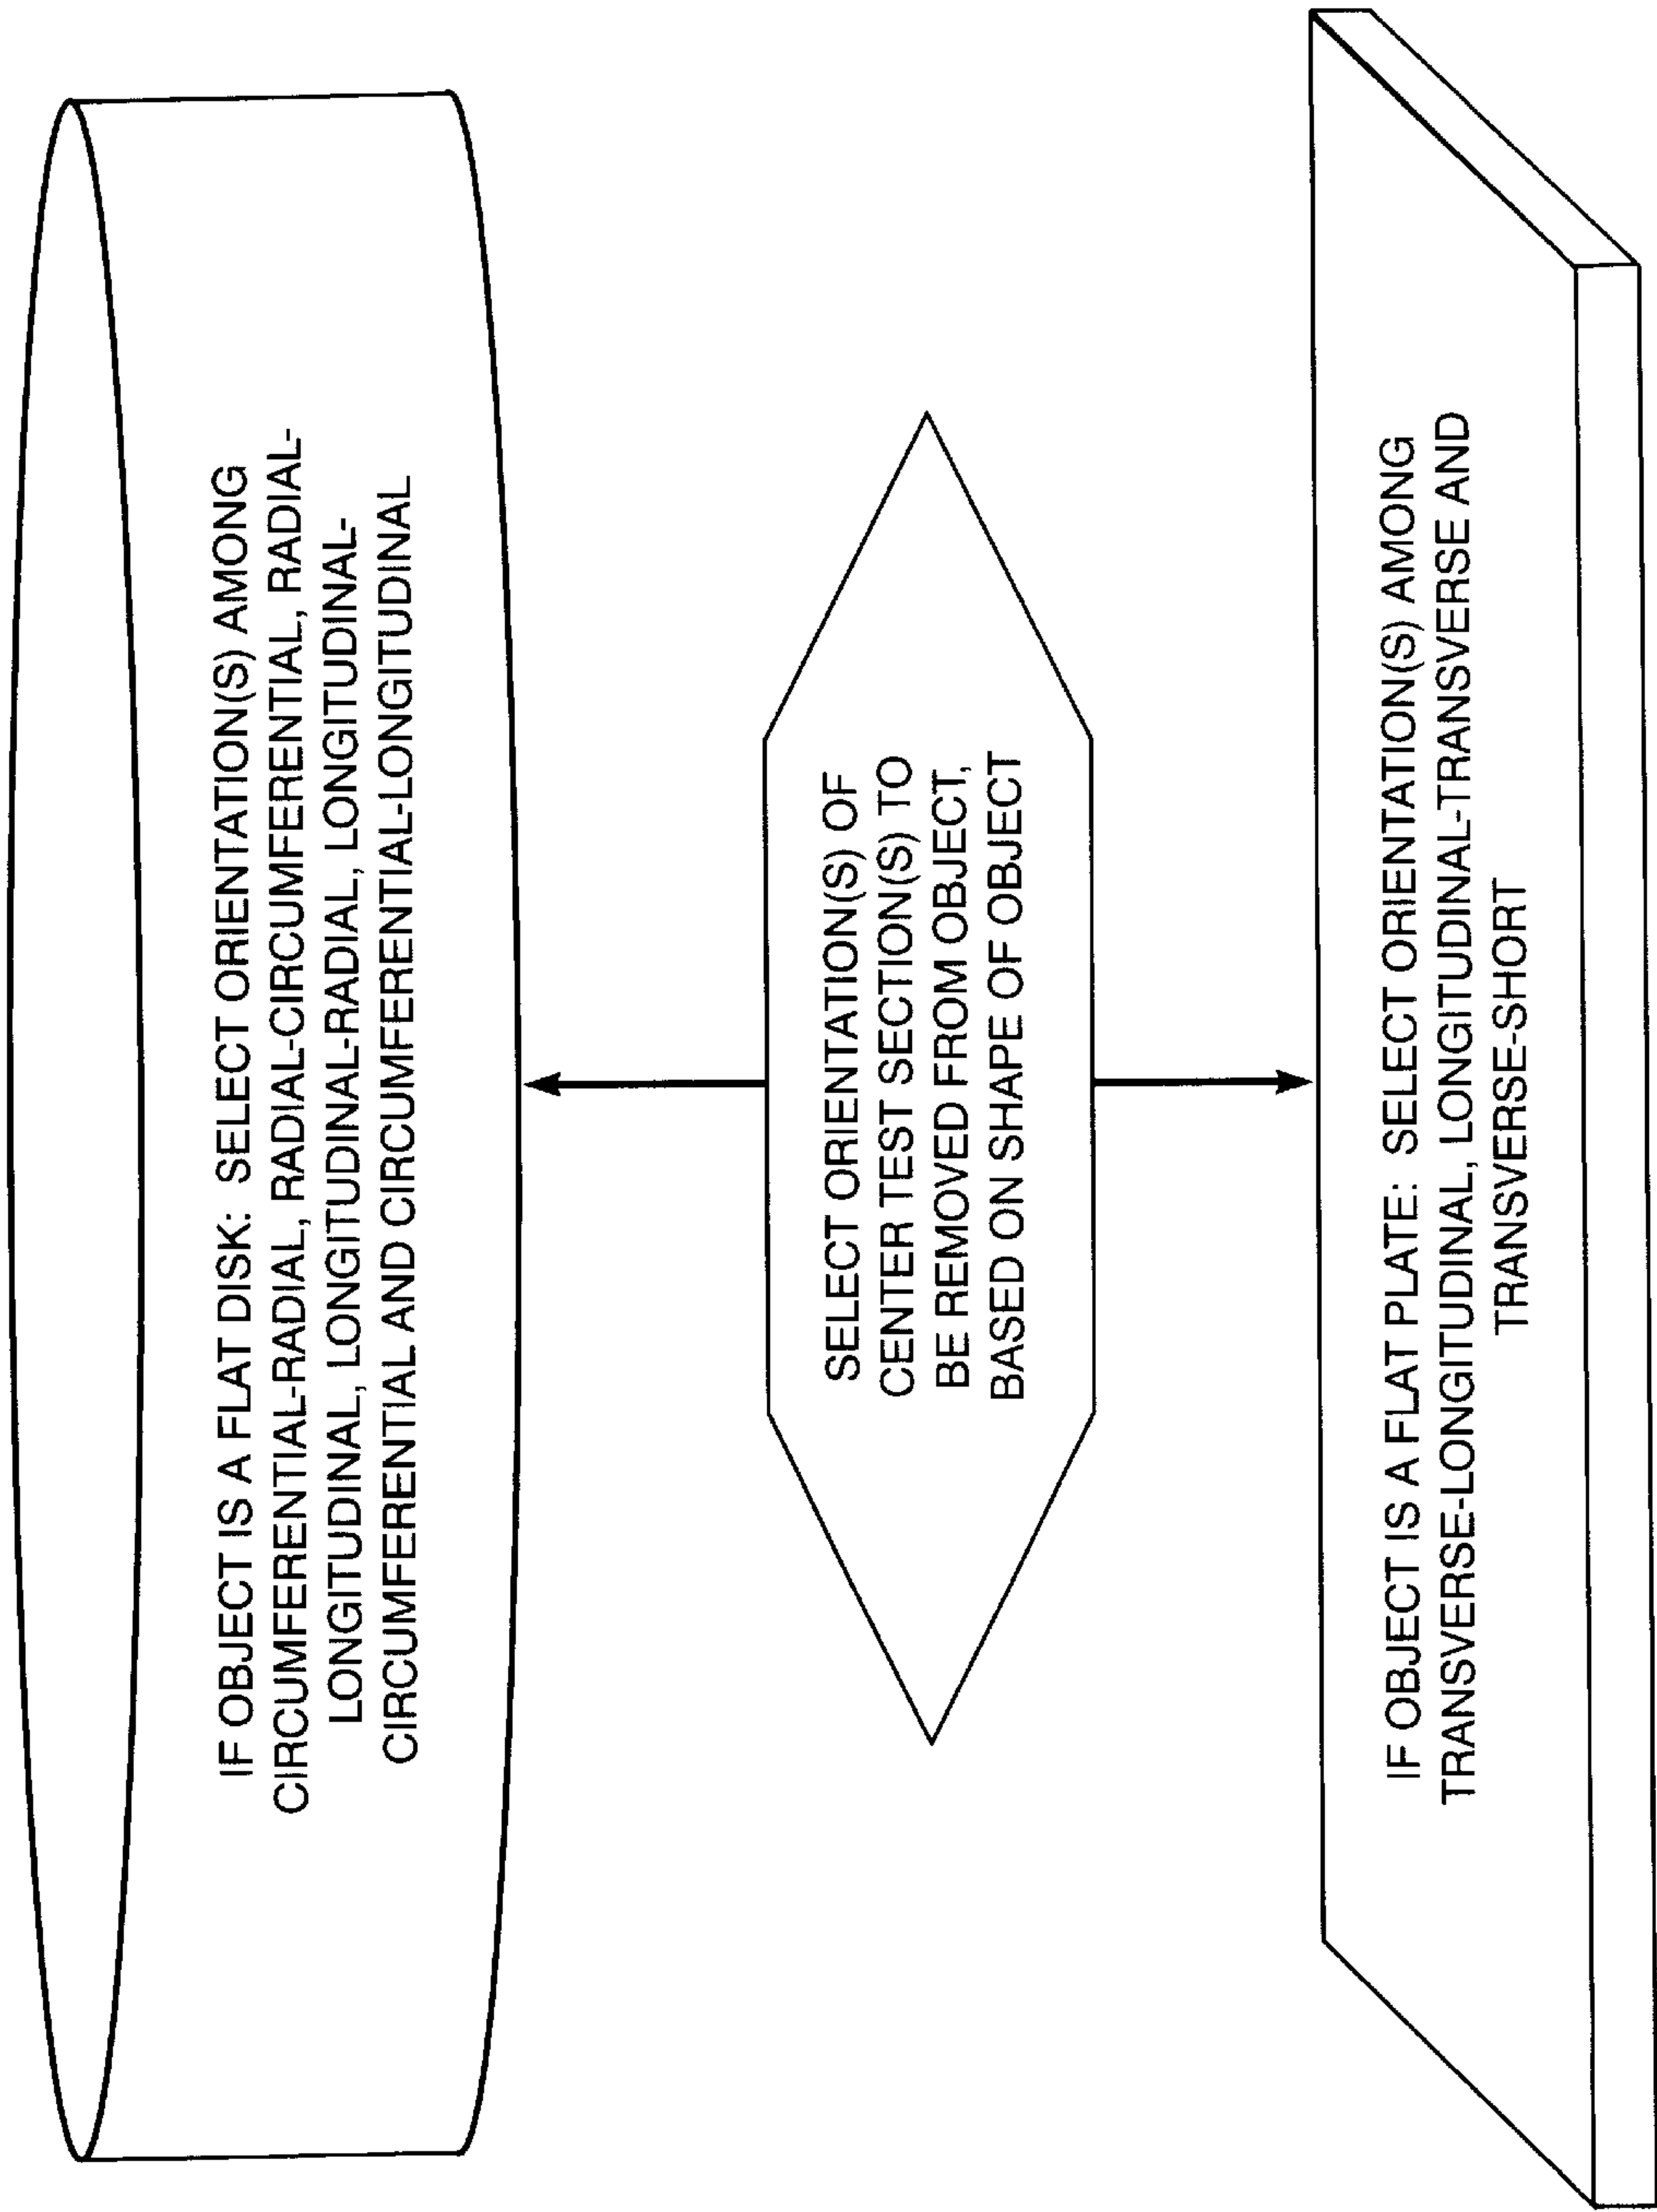 IF OBJECT IS A FLAT DISK: SELECT ORIENTATION(S) AMONG
CIRCUMFERENTIAL-RADIAL, RADIAL-CIRCUMFERENTIAL, RADIAL-
LONGITUDINAL, LONGITUDINAL-RADIAL, LONGITUDINAL-
CIRCUMFERENTIAL AND CIRCUMFERENTIAL-LONGITUDINAL
SELECT ORIENTATION(S) OF
CENTER TEST SECTION(S) TO
BE REMOVED FROM OBJECT,
BASED ON SHAPE OF OBJECT
IF OBJECT IS A FLAT PLATE: SELECT ORIENTATION(S) AMONG
TRANSVERSE-LONGITUDINAL, LONGITUDINAL-TRANSVERSE AND
TRANSVERSE-SHORT